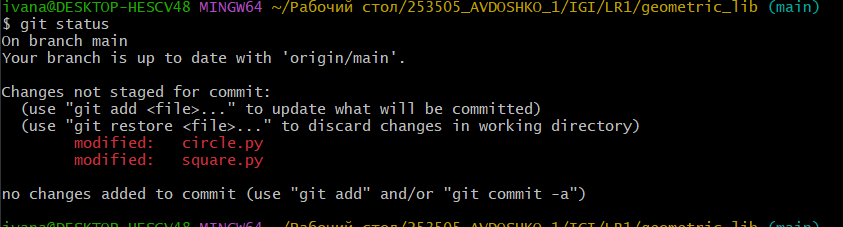 ivana@DESKTOP-HESCV48 MINGW64 ~/Рабочий стол/253505_AVDOSHKO_1/IGI/LR1/geometric_lib (main)
$ git status
On branch main
Your branch is up to date with 'origin/main'.
Changes not staged for commit:
(use "git add <file>..." to update what will be committed)
(use "git restore <file>..." to discard changes in working directory)
modified: circle.py
modified: square.py
no changes added to commit (use "git add" and/or "git commit -a")
ivana@DESKTOP-HESCV48 MINGW64 ~/Рабочий стол/253505_AVDOSHKO_1/IGI/LR1/geometric_lib (main)